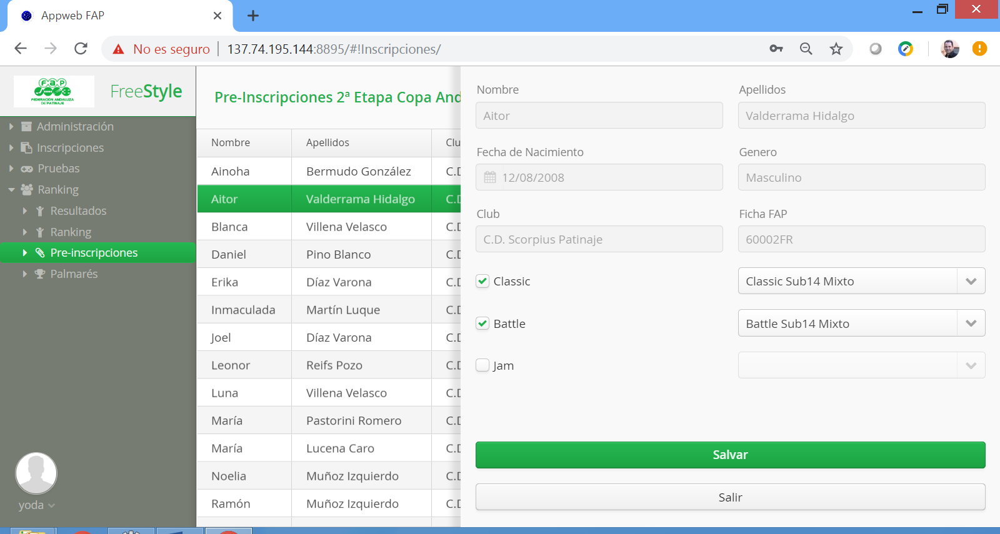 Appweb FAP
No es seguro
137.74.195.144:8895/#!Inscripciones/
FaP
FEDERACIÓN ANDALUZA
DE PATINAJE
FreeStyle
Administración
Inscripciones
Pruebas
Ranking
Resultados
Ranking
Pre-inscripciones
Palmarés
yoda
Pre-Inscripciones 2ª Etapa Copa And
Nombre Apellidos Clu
Ainoha Bermudo González C.D
Aitor Valderrama Hidalgo C.D
Blanca Villena Velasco C.D
Daniel Pino Blanco C.D
Erika Díaz Varona C.D
Inmaculada Martín Luque C.D
Joel Díaz Varona C.D
Leonor Reifs Pozo C.D
Luna Villena Velasco C.D
María Pastorini Romero C.D
María Lucena Caro C.D
Noelia Muñoz Izquierdo C.D
Ramón Muñoz Izquierdo C.D
Nombre Apellidos
Aitor Valderrama Hidalgo
Fecha de Nacimiento Genero
12/08/2008 Masculino
Club Ficha FAP
C.D. Scorpius Patinaje 60002FR
Classic Classic Sub14 Mixto
Battle Battle Sub14 Mixto
Jam
Salvar
Salir